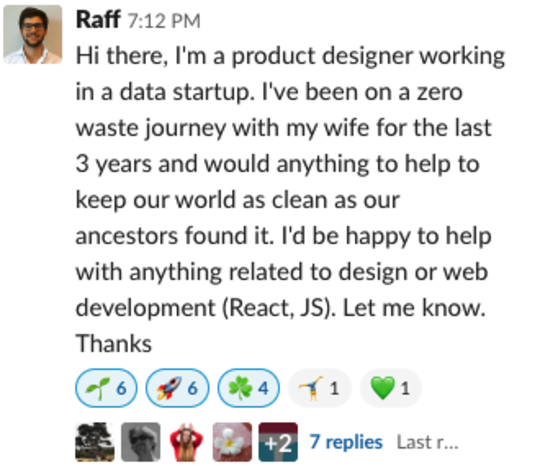 Raff 7:12 PM
Hi there, I'm a product designer working
in a data startup. I've been on a zero
waste journey with my wife for the last
3 years and would anything to help to
keep our world as clean as our
ancestors found it. I'd be happy to help
with anything related to design or web
development (React, JS). Let me know.
Thanks
6 6 4 1 1
+2 7 replies Last r...